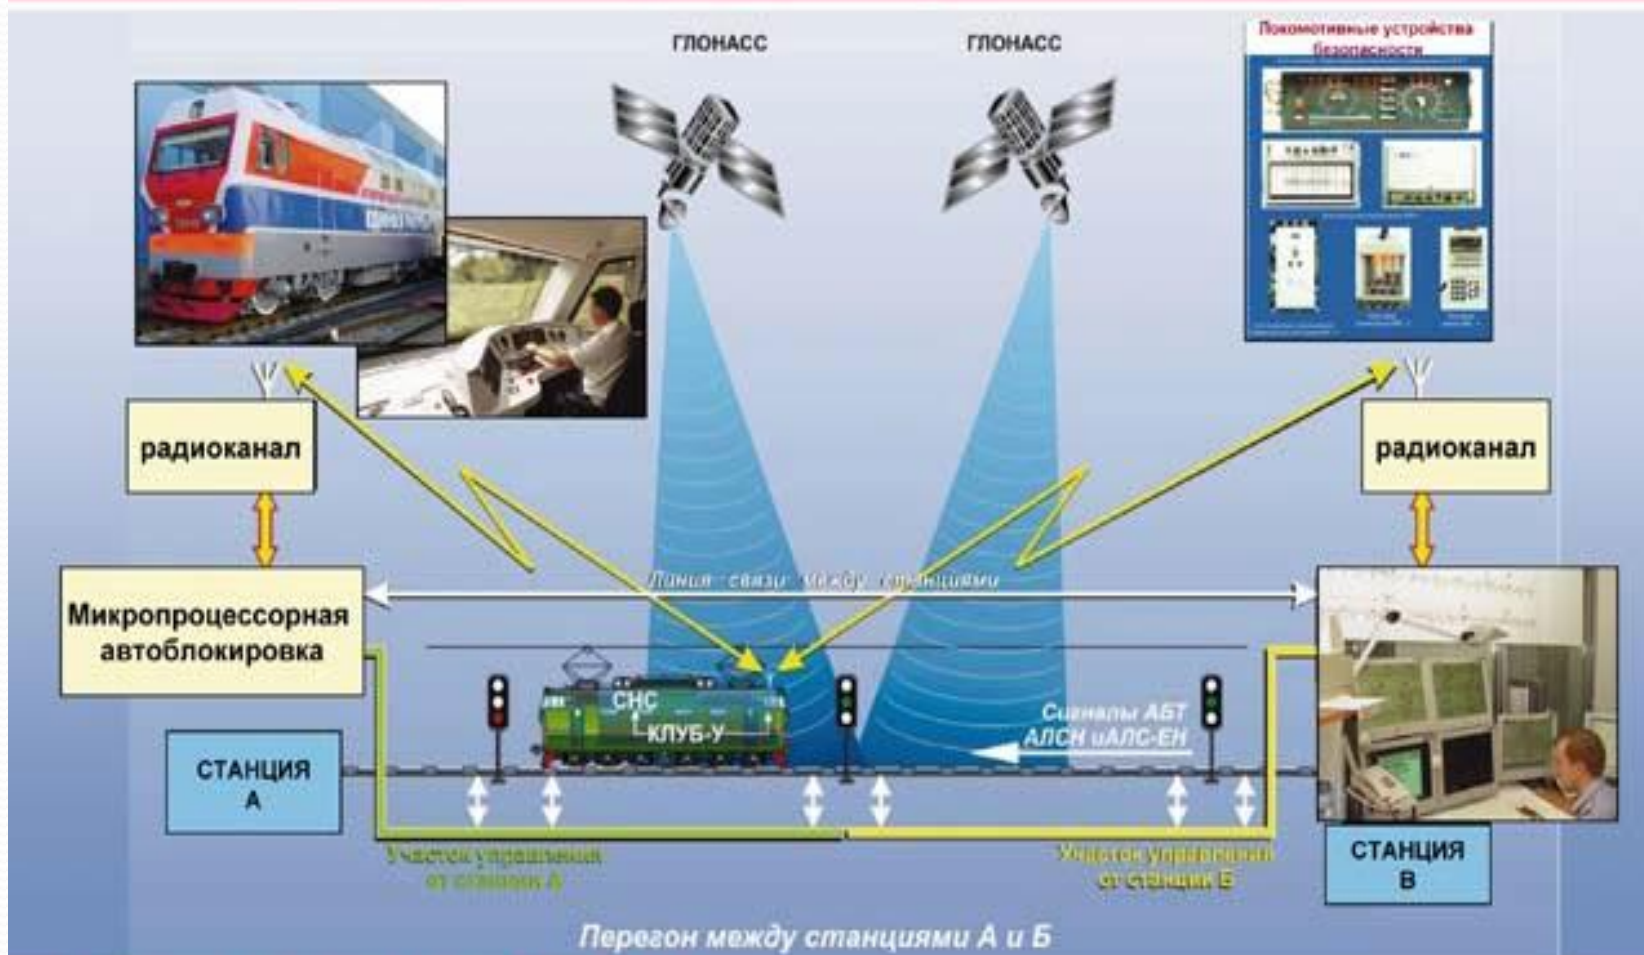 ГЛОНАСС
ГЛОНАСС
Локомотивные устройства
безопасности
радиоканал
радиоканал
Линия связи между станциями
Микропроцессорная
автоблокировка
СНС
КЛУБ-У
Сигналы АБТ
АЛСН иАЛС-ЕН
СТАНЦИЯ
А
Участок управления
от станции А
Участок управления
от станции Б
СТАНЦИЯ
В
Перегон между станциями А и Б